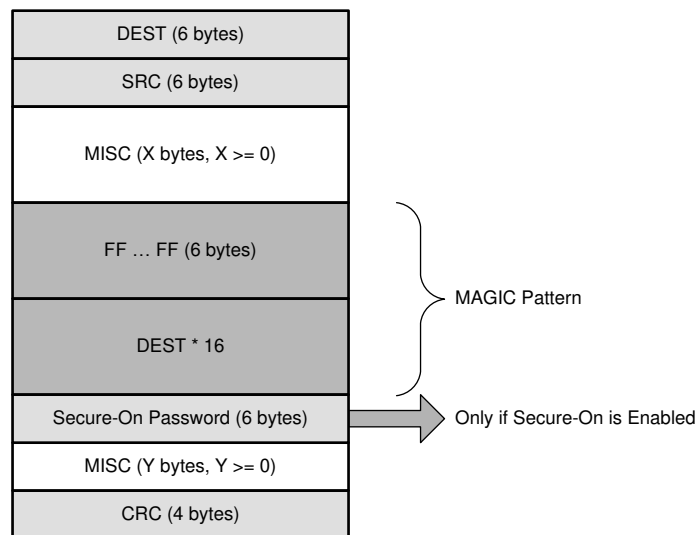 DEST (6 bytes)
SRC (6 bytes)
MISC (X bytes, X >= 0)
FF … FF (6 bytes)
MAGIC Pattern
DEST * 16
Secure-On Password (6 bytes)
Only if Secure-On is Enabled
MISC (Y bytes, Y >= 0)
CRC (4 bytes)